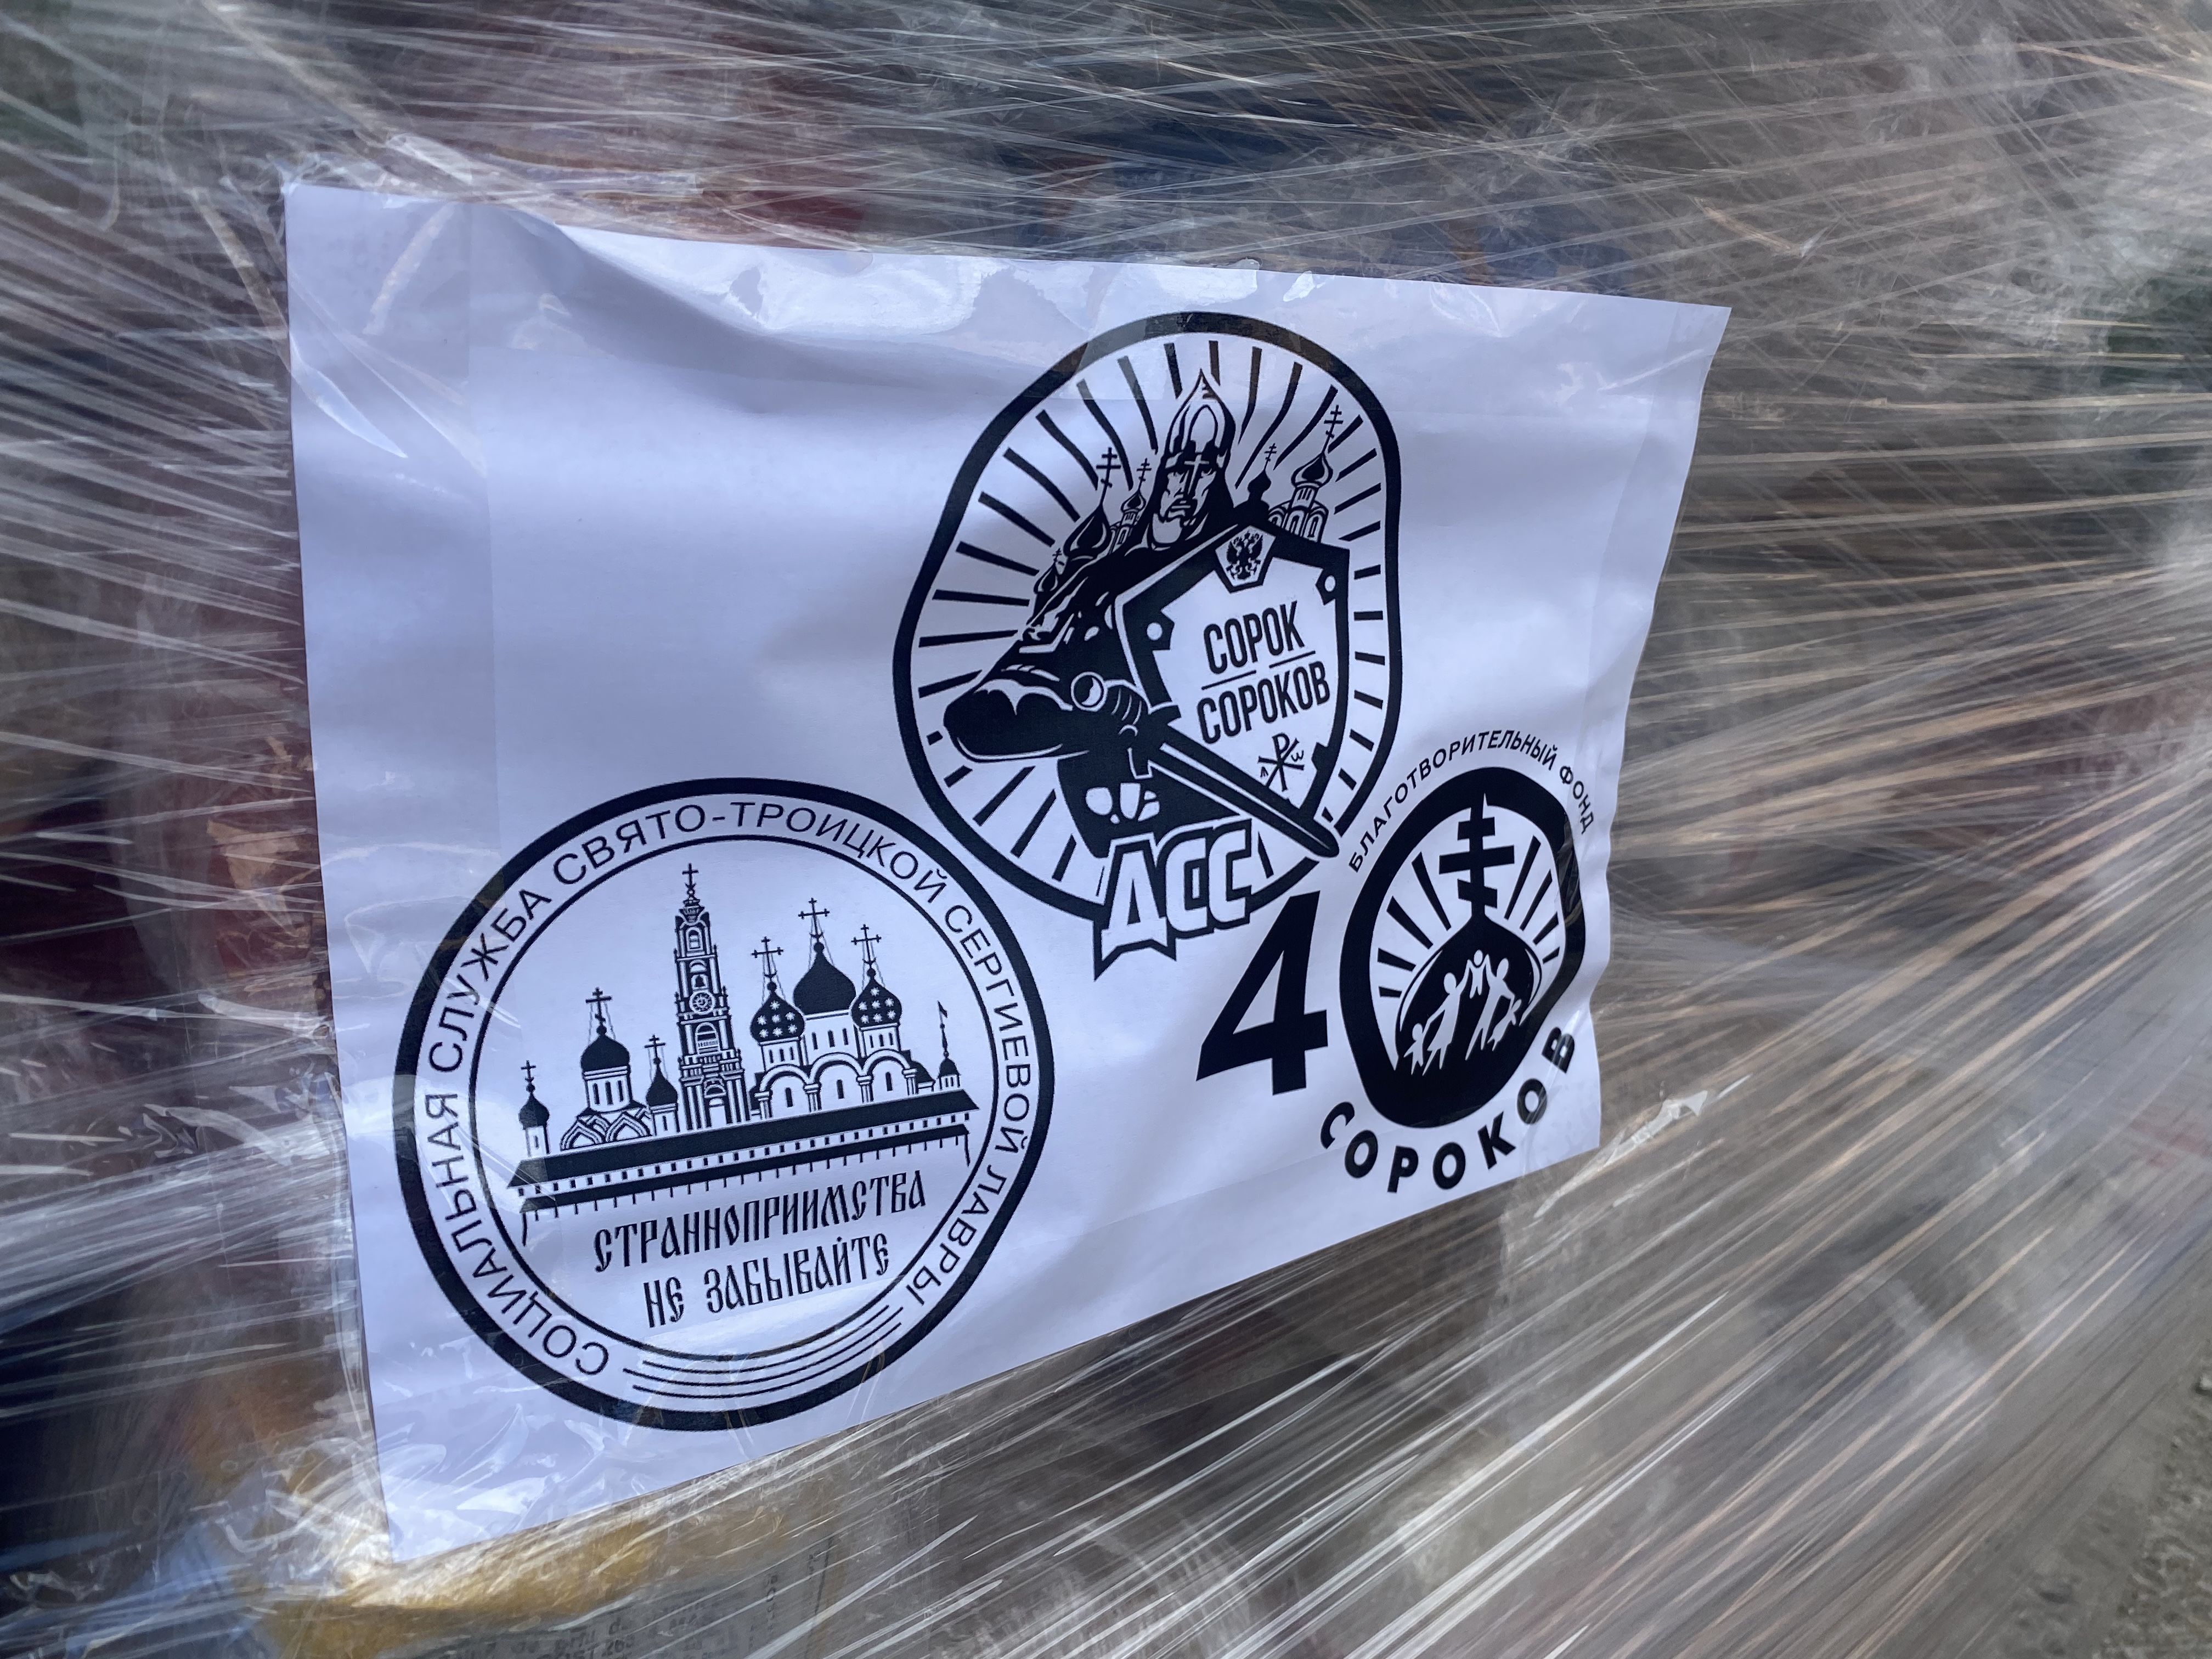 СОРОК
СОРОКОВ
ДСС
БЛАГОТВОРИТЕЛЬНЫЙ ФОНД
40
СОРОКОВ
СОЦИАЛЬНАЯ СЛУЖБА СВЯТО-ТРОИЦКОЙ СЕРГИЕВОЙ ЛАВРЫ
СТРАННОПРИИМСТВА
НЕ ЗАБЫВАЙТЕ